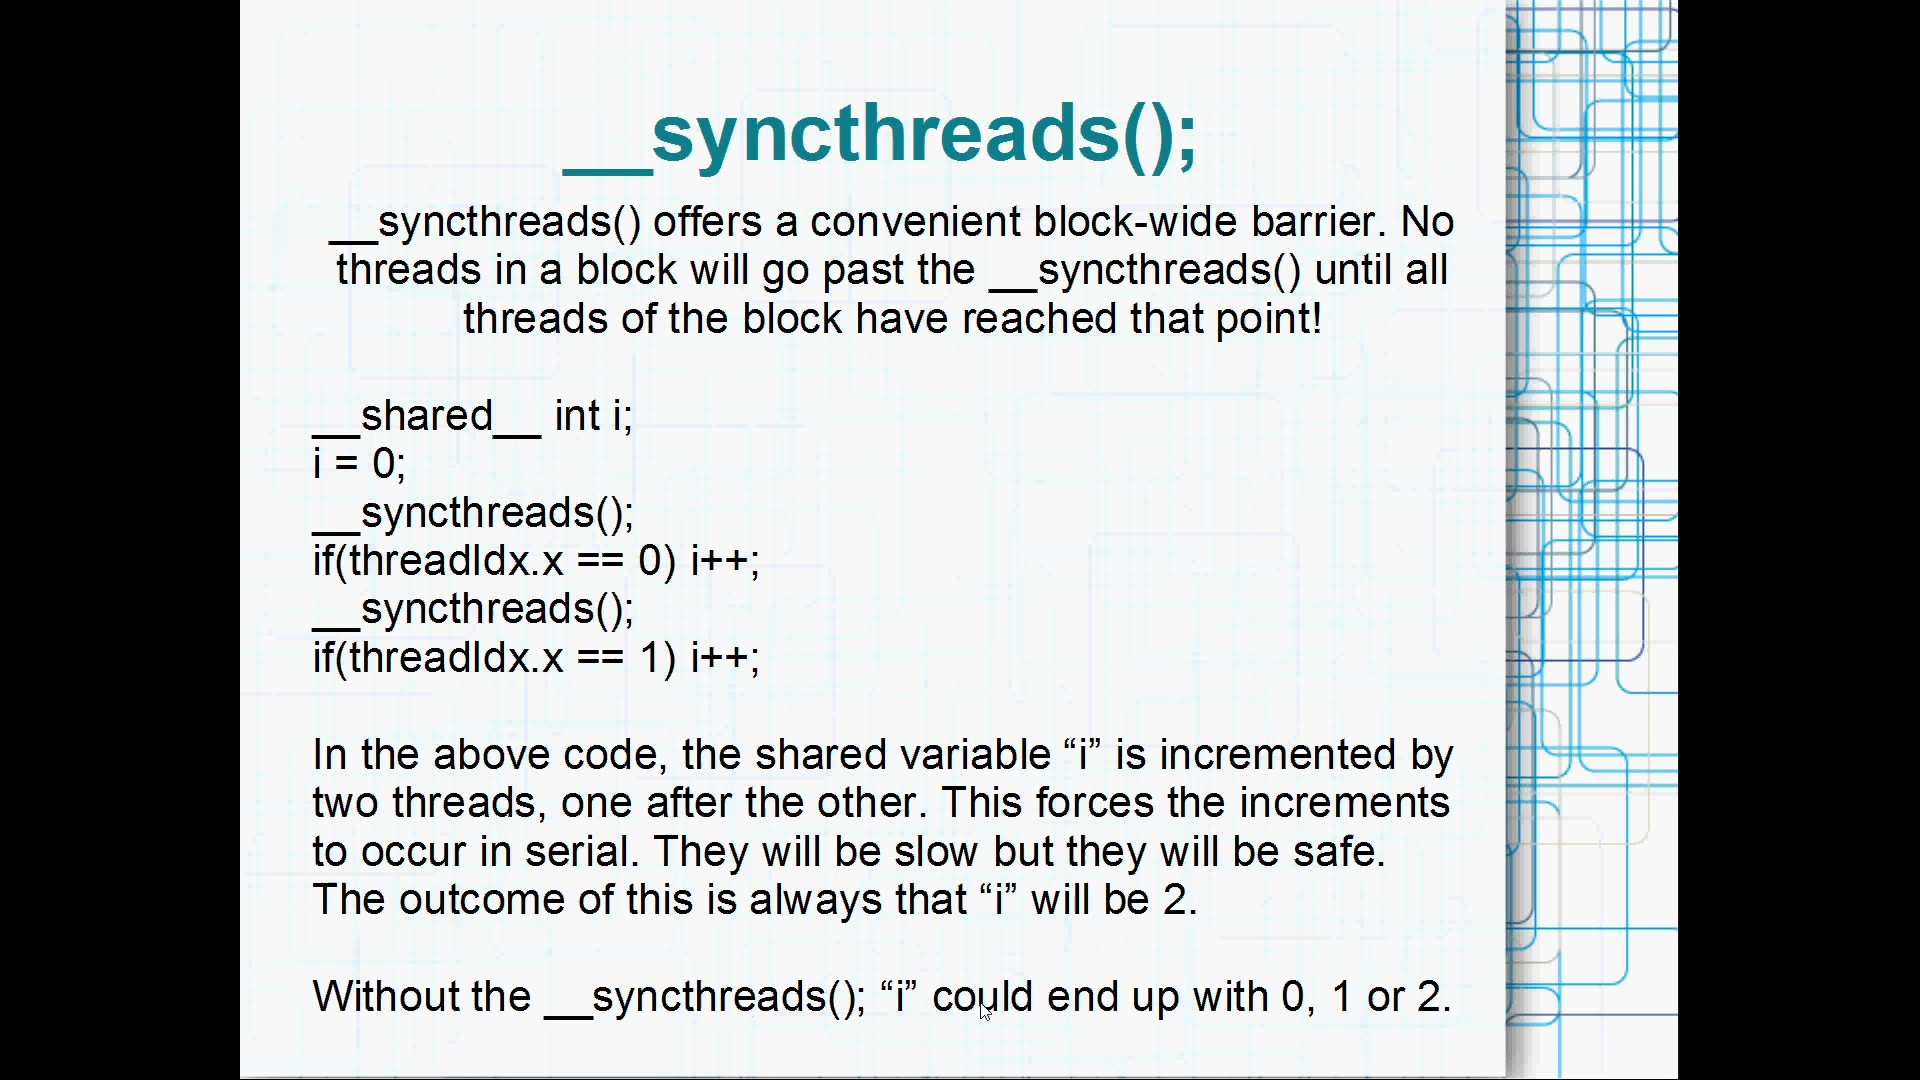 __syncthreads();
__syncthreads() offers a convenient block-wide barrier. No
threads in a block will go past the __syncthreads() until all
threads of the block have reached that point!
__shared__ int i;
i = 0;
__syncthreads();
if(threadIdx.x == 0) i++;
__syncthreads();
if(threadIdx.x == 1) i++;
In the above code, the shared variable “i” is incremented by
two threads, one after the other. This forces the increments
to occur in serial. They will be slow but they will be safe.
The outcome of this is always that “i” will be 2.
Without the __syncthreads(); “i” could end up with 0, 1 or 2.